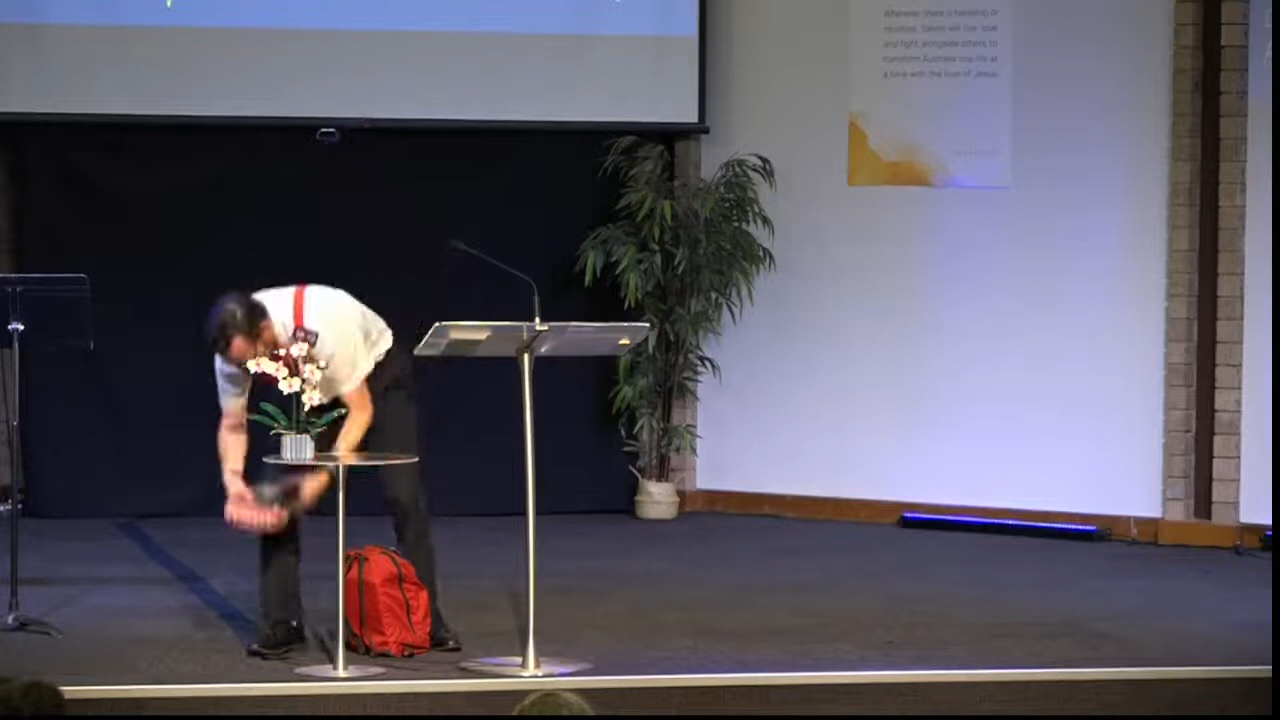 Wherever there is hardship or
injustice, Salvos will live, love
and fight, alongside others, to
transform Australia one life at
a time with the love of Jesus